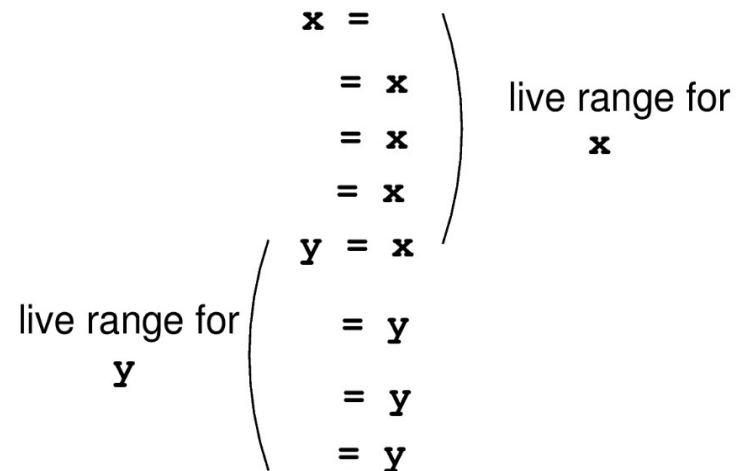 x =
= x
= x
= x
y = x
= y
= y
= y
live range for
x
live range for
y